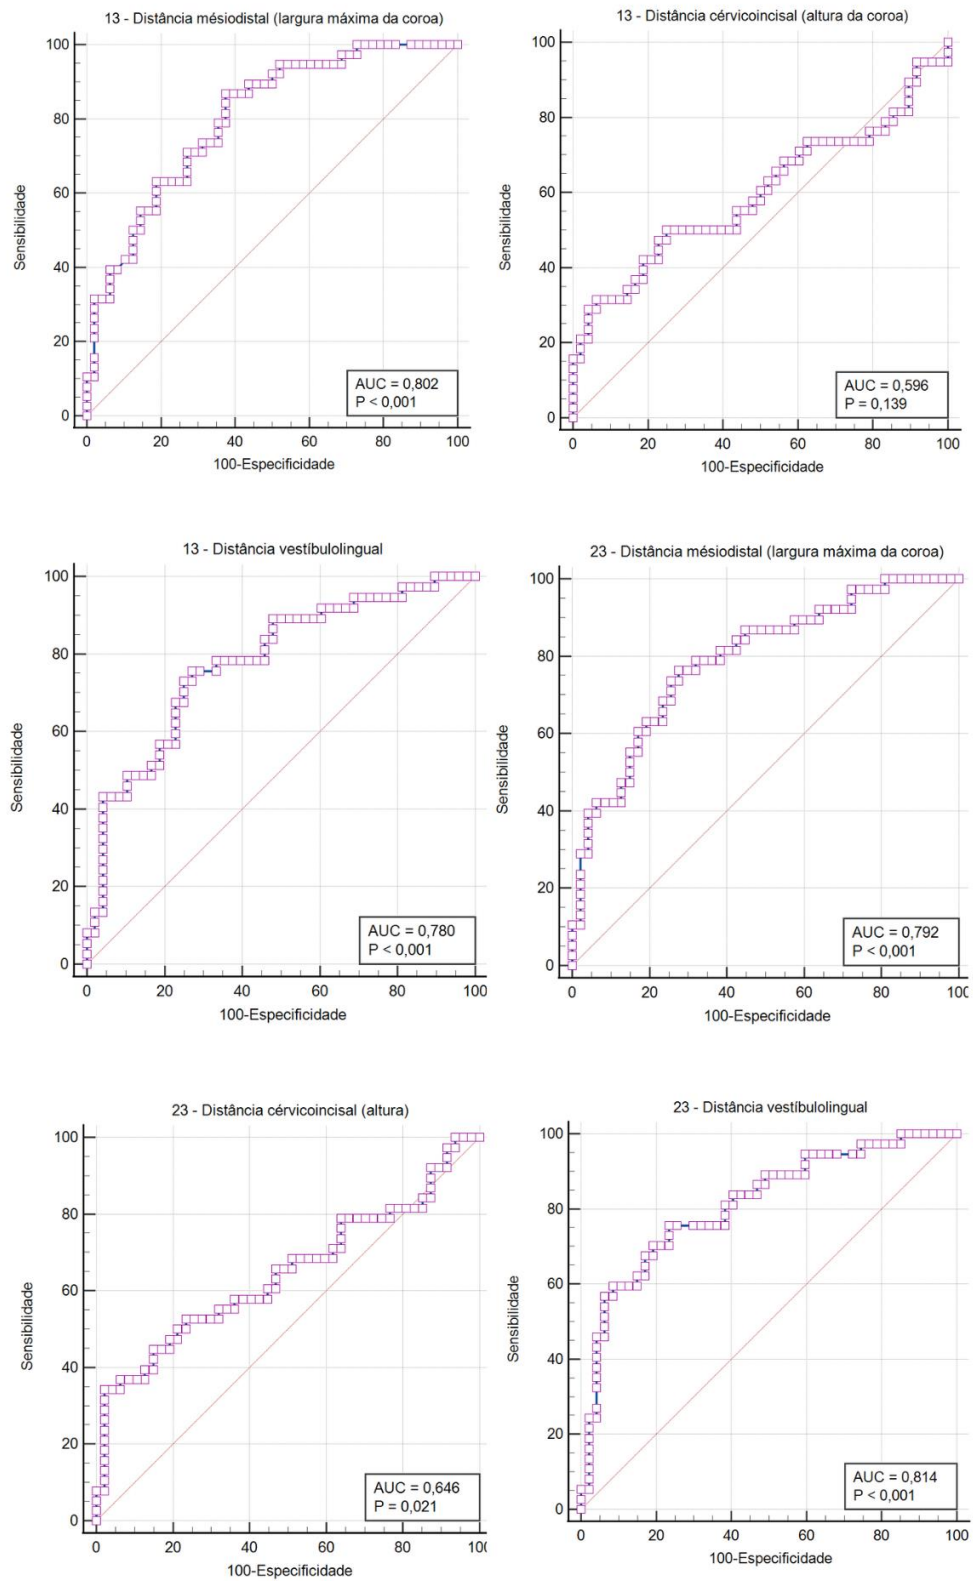 13 - Distância mésiodistal (largura máxima da coroa)
100
80
60
40
20
0
Sensibilidade
AUC = 0,802
P < 0,001
0 20 40 60 80 100
100-Especificidade
13 - Distância cérvicoincisal (altura da coroa)
100
80
60
40
20
0
Sensibilidade
AUC = 0,596
P = 0,139
0 20 40 60 80 100
100-Especificidade
13 - Distância vestíbulolingual
100
80
60
40
20
0
Sensibilidade
AUC = 0,780
P < 0,001
0 20 40 60 80 100
100-Especificidade
23 - Distância mésiodistal (largura máxima da coroa)
100
80
60
40
20
0
Sensibilidade
AUC = 0,792
P < 0,001
0 20 40 60 80 100
100-Especificidade
23 - Distância cérvicoincisal (altura)
100
80
60
40
20
0
Sensibilidade
AUC = 0,646
P = 0,021
0 20 40 60 80 100
100-Especificidade
23 - Distância vestíbulolingual
100
80
60
40
20
0
Sensibilidade
AUC = 0,814
P < 0,001
0 20 40 60 80 100
100-Especificidade